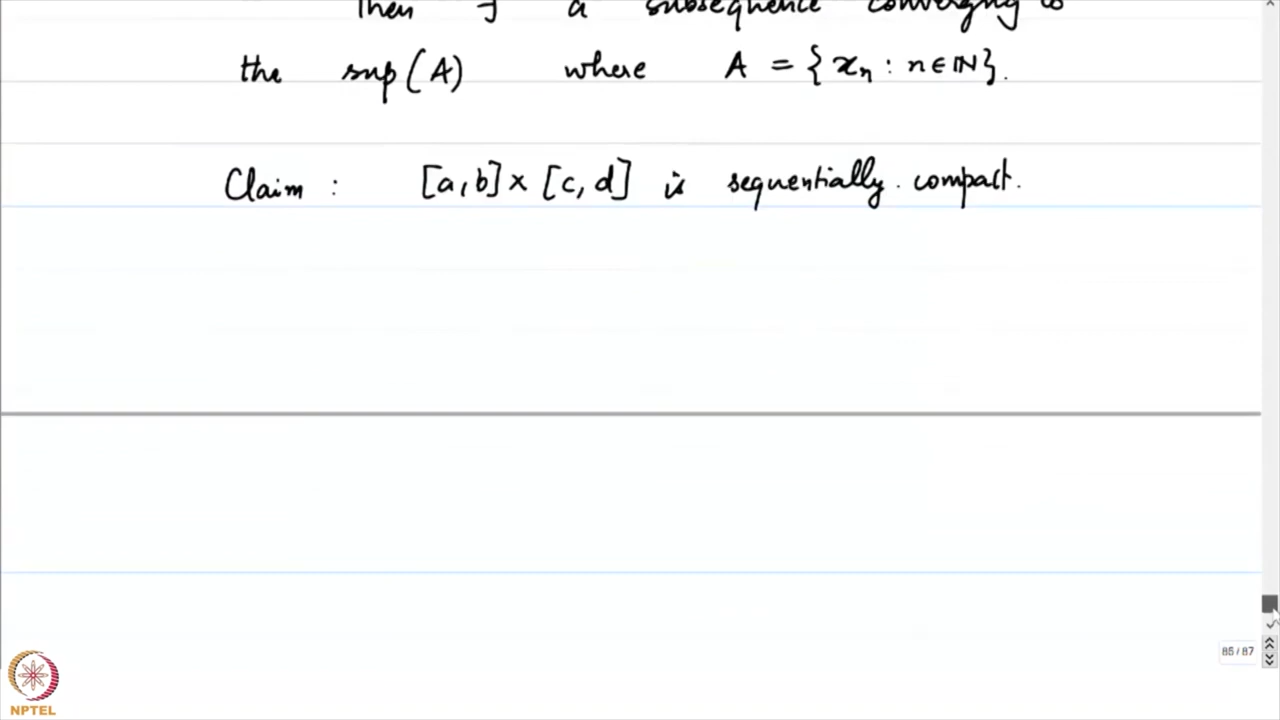 Then ∃ a subsequence converging to
the sup(A) where A = {xₙ : n ∈ ℕ}.
Claim : [a,b] × [c,d] is sequentially compact.
85 / 87
NPTEL